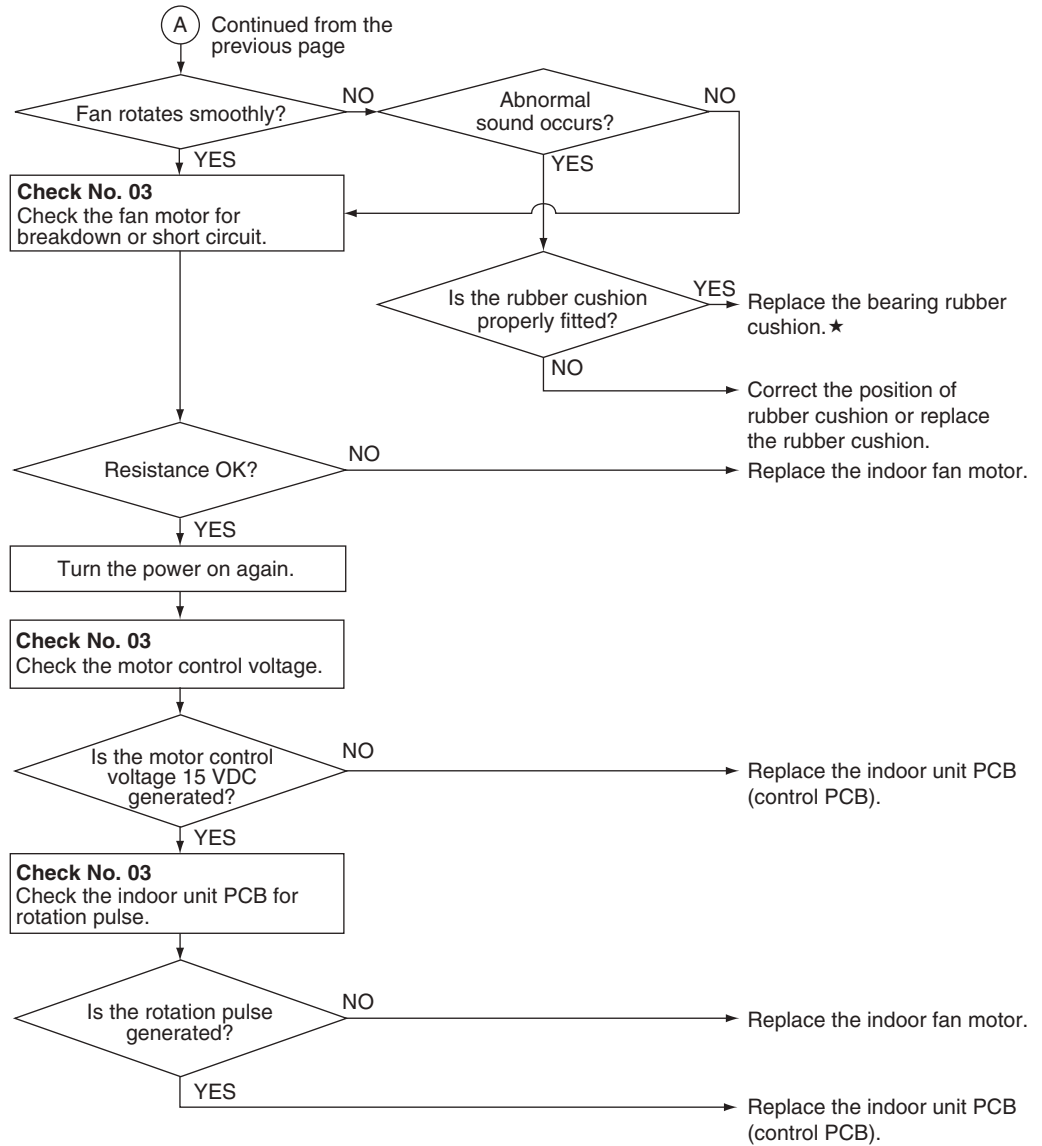 A
Continued from the
previous page
Fan rotates smoothly?
NO
Abnormal
sound occurs?
NO
YES
YES
Check No. 03
Check the fan motor for
breakdown or short circuit.
Is the rubber cushion
properly fitted?
YES
Replace the bearing rubber
cushion.★
NO
Correct the position of
rubber cushion or replace
the rubber cushion.
Resistance OK?
NO
Replace the indoor fan motor.
YES
Turn the power on again.
Check No. 03
Check the motor control voltage.
Is the motor control
voltage 15 VDC
generated?
NO
Replace the indoor unit PCB
(control PCB).
YES
Check No. 03
Check the indoor unit PCB for
rotation pulse.
Is the rotation pulse
generated?
NO
Replace the indoor fan motor.
YES
Replace the indoor unit PCB
(control PCB).